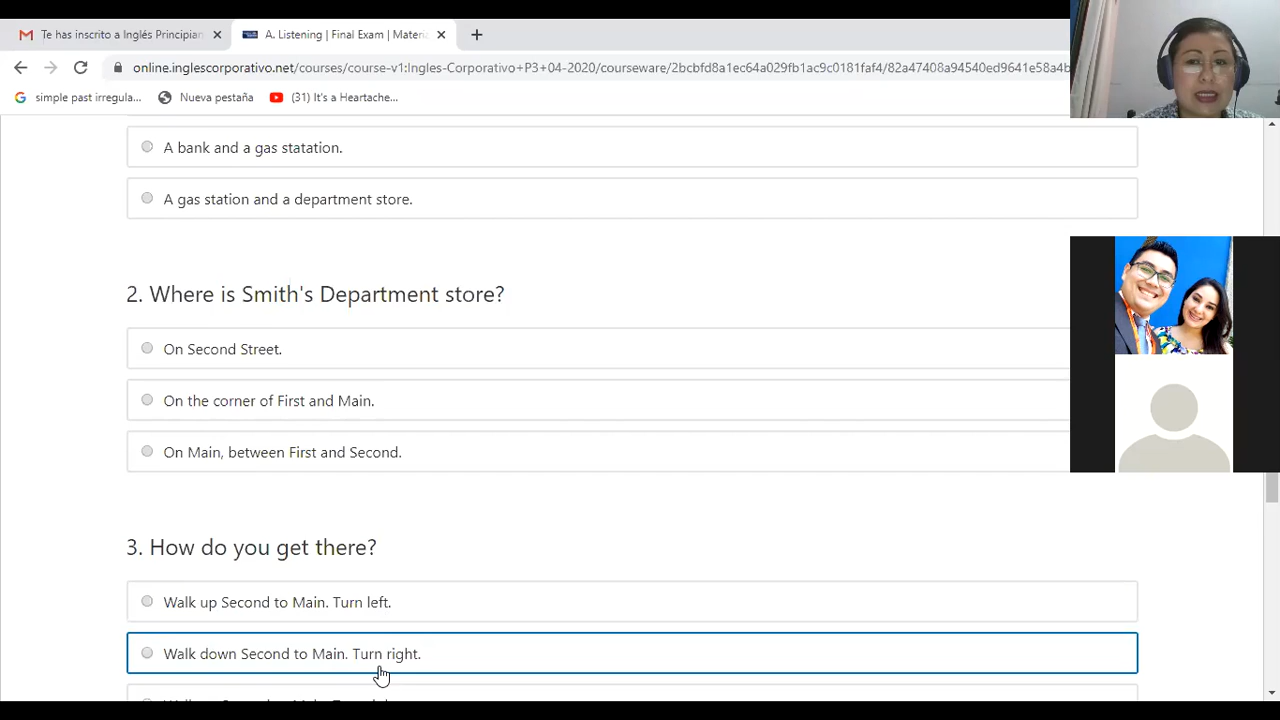 Te has inscrito a Inglés Principian
A. Listening | Final Exam | Materi
online.inglescorporativo.net/courses/course-v1:Ingles-Corporativo+P3+04-2020/courseware/2bcbfd8a1ec64a029fb1ac9c0181faf4/82a47408a94540ed9641e58a4b
simple past irregula...
Nueva pestaña
(31) It's a Heartache...
A bank and a gas statation.
A gas station and a department store.
2. Where is Smith's Department store?
On Second Street.
On the corner of First and Main.
On Main, between First and Second.
3. How do you get there?
Walk up Second to Main. Turn left.
Walk down Second to Main. Turn right.